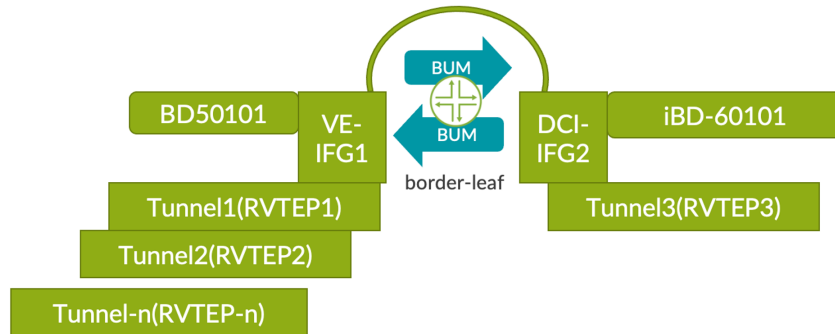 BUM
BD50101
VE-
IFG1
BUM
DCI-
IFG2
iBD-60101
border-leaf
Tunnel1(RVTEP1)
Tunnel3(RVTEP3)
Tunnel2(RVTEP2)
Tunnel-n(RVTEP-n)